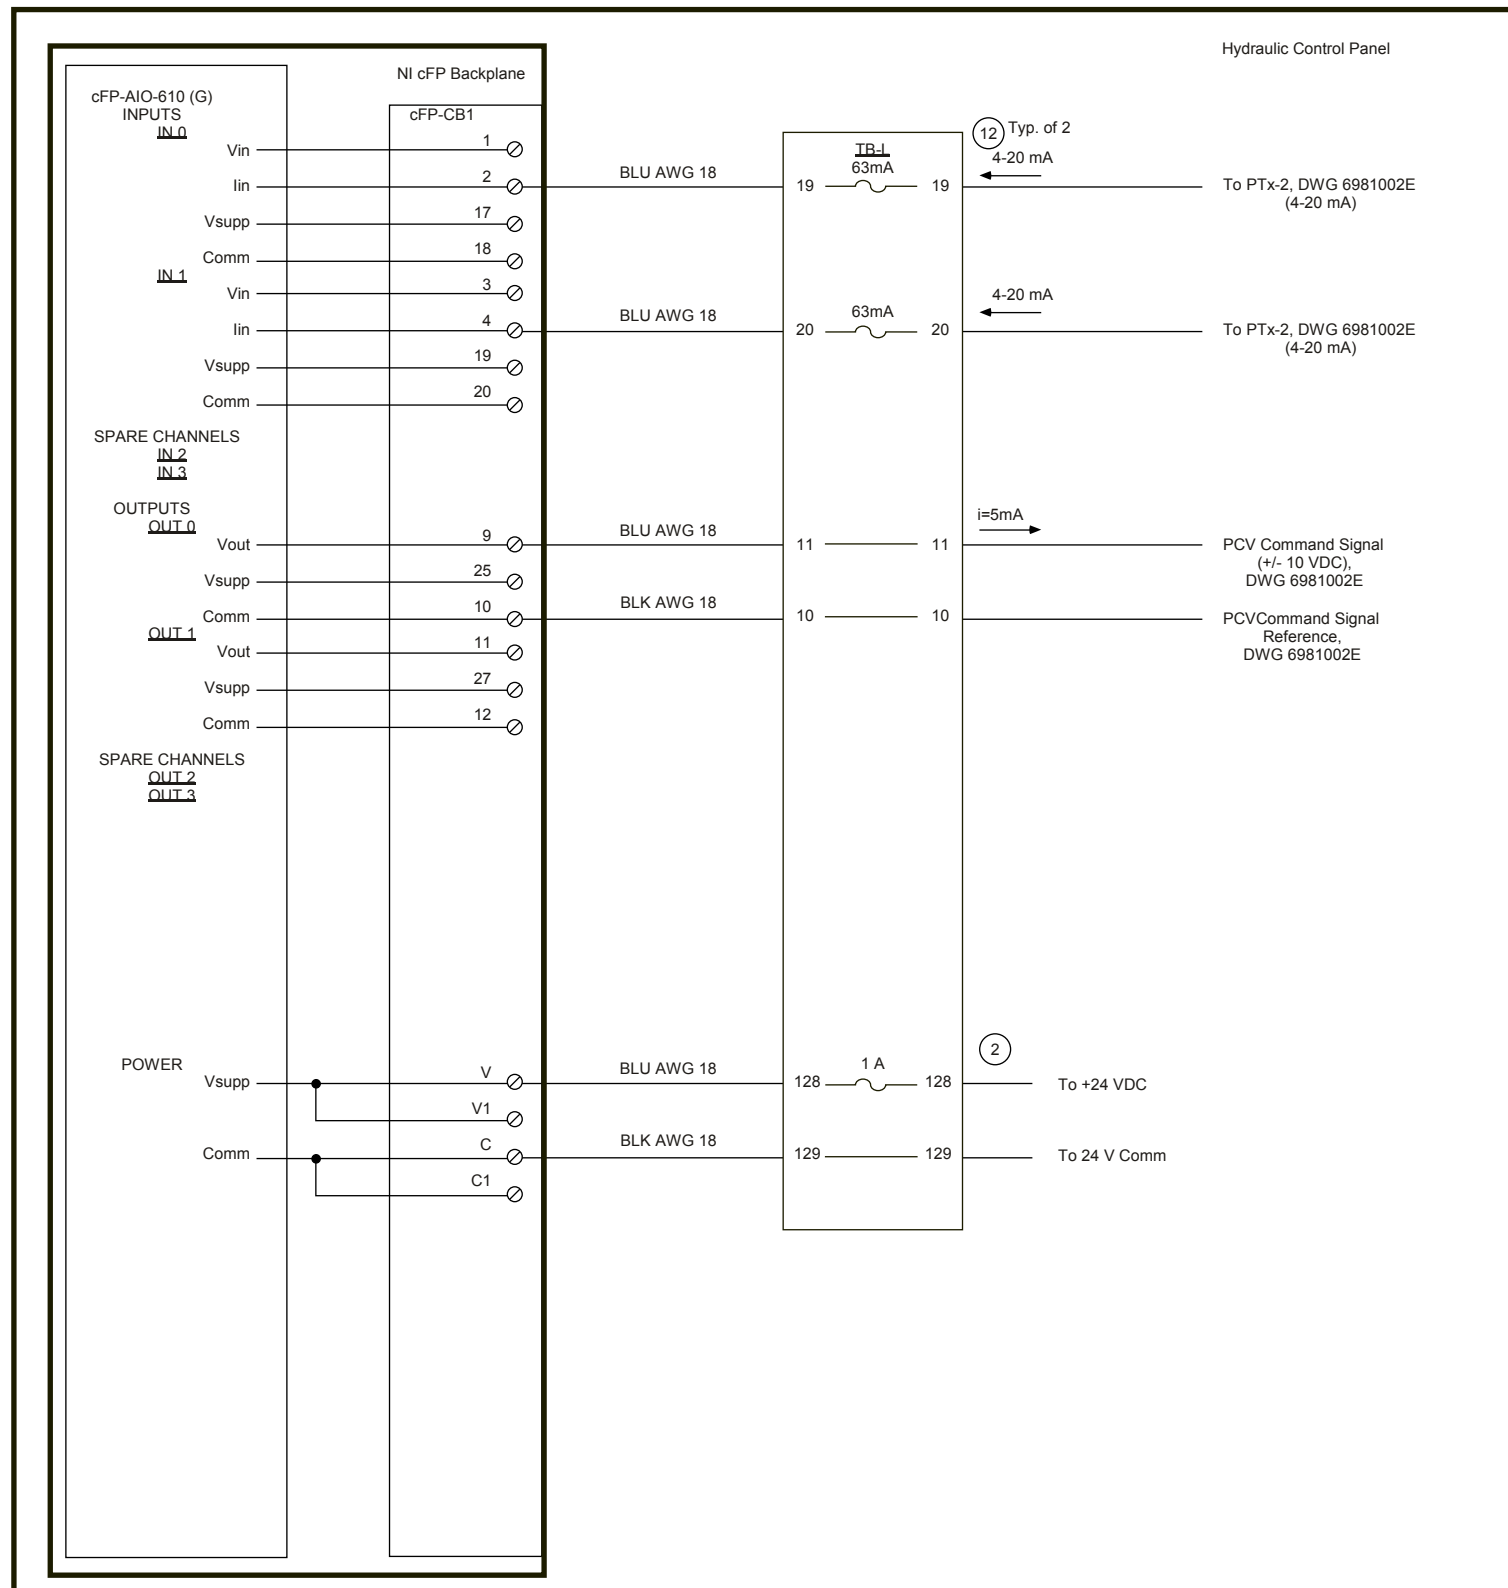 Hydraulic Control Panel
NI cFP Backplane
cFP-AIO-610 (G)
INPUTS
IN 0
cFP-CB1
Vin
1
Iin
2
BLU AWG 18
TB-L
63mA
19
19
12
Typ. of 2
4-20 mA
To PTx-2, DWG 6981002E
(4-20 mA)
Vsupp
17
Comm
18
IN 1
Vin
3
Iin
4
BLU AWG 18
63mA
20
20
4-20 mA
To PTx-2, DWG 6981002E
(4-20 mA)
Vsupp
19
Comm
20
SPARE CHANNELS
IN 2
IN 3
OUTPUTS
OUT 0
Vout
9
BLU AWG 18
11
11
i=5mA
PCV Command Signal
(+/- 10 VDC),
DWG 6981002E
Vsupp
25
Comm
10
BLK AWG 18
10
10
PCVCommand Signal
Reference,
DWG 6981002E
OUT 1
Vout
11
Vsupp
27
Comm
12
SPARE CHANNELS
OUT 2
OUT 3
POWER
Vsupp
V
BLU AWG 18
128
1 A
128
2
To +24 VDC
V1
Comm
C
BLK AWG 18
129
129
To 24 V Comm
C1